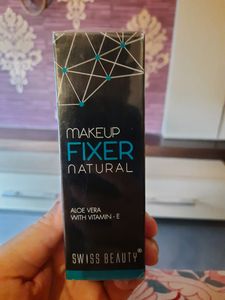 MAKEUP
FIXER
NATURAL
ALOE VERA
WITH VITAMIN - E
SWISS BEAUTY®